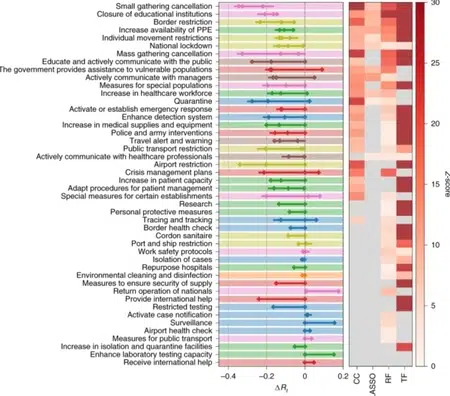 Small gathering cancellation
Closure of educational institutions
Border restriction
Increase availability of PPE
Individual movement restrictions
National lockdown
Mass gathering cancellation
Educate and actively communicate with the public
The government provides assistance to vulnerable populations
Actively communicate with managers
Measures for special populations
Increase in healthcare workforce
Quarantine
Activate or establish emergency response
Enhance detection system
Increase in medical supplies and equipment
Police and army interventions
Travel alert and warning
Public transport restriction
Actively communicate with healthcare professionals
Airport restriction
Crisis management plans
Increase in patient capacity
Adapt procedures for patient management
Special measures for certain establishments
Research
Personal protective measures
Tracing and tracking
Border health check
Cordon sanitaire
Port and ship restriction
Work safety protocols
Isolation of cases
Repurpose hospitals
Environmental cleaning and disinfection
Measures to ensure security of supply
Return operation of nationals
Provide international help
Restricted testing
Activate case notification
Surveillance
Airport health check
Measures for public transport
Increase in isolation and quarantine facilities
Enhance laboratory testing capacity
Receive international help
−0.4 −0.2 0 0.2
ΔRt
CC LASSO RF TF
30
25
20
15
10
5
0
Z-score